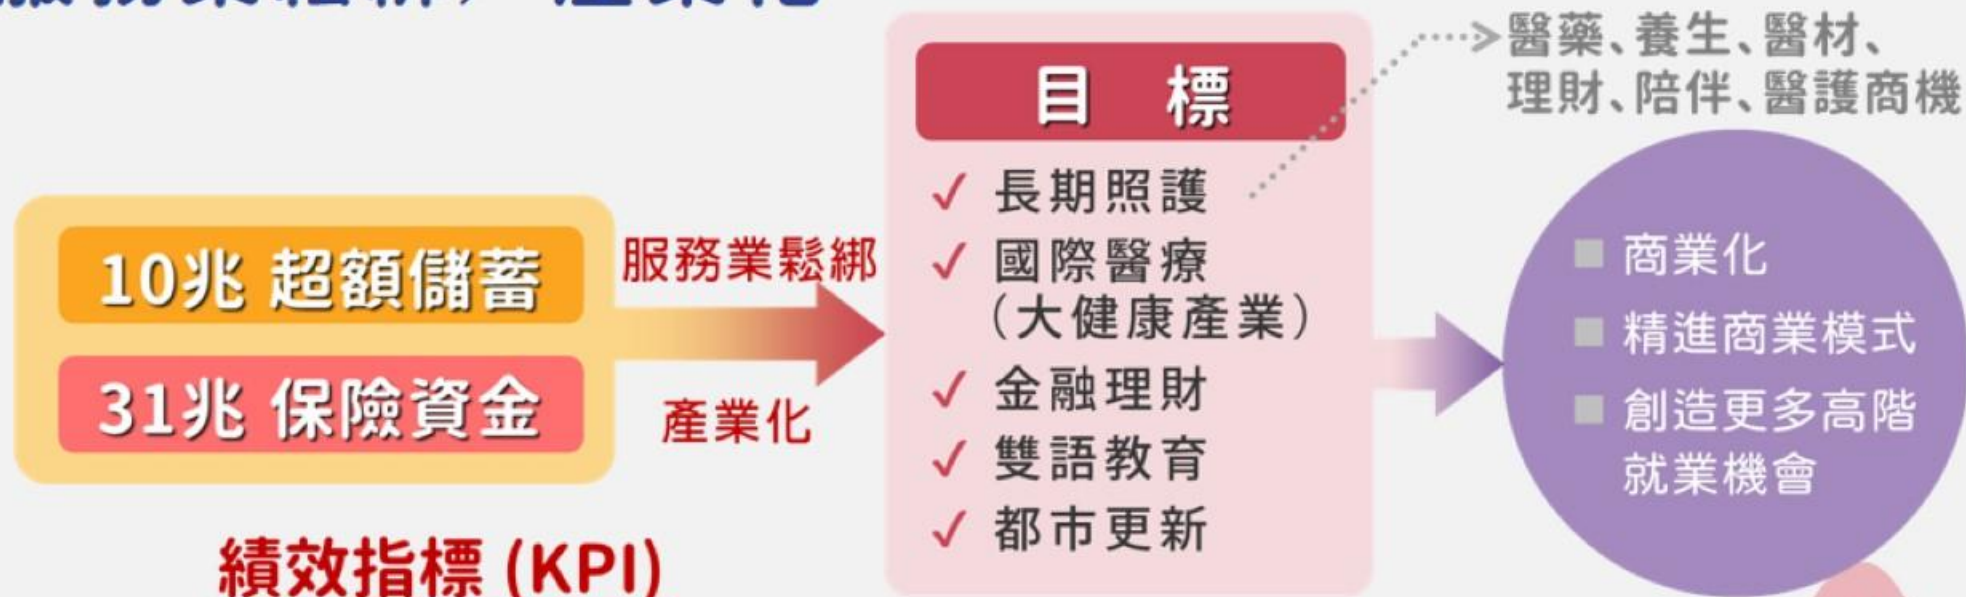 10兆 超額儲蓄
31兆 保險資金
服務業鬆綁
產業化
績效指標 (KPI)
目 標
✓ 長期照護
✓ 國際醫療
（大健康產業）
✓ 金融理財
✓ 雙語教育
✓ 都市更新
醫藥、養生、醫材、
理財、陪伴、醫護商機
■ 商業化
■ 精進商業模式
■ 創造更多高階
就業機會